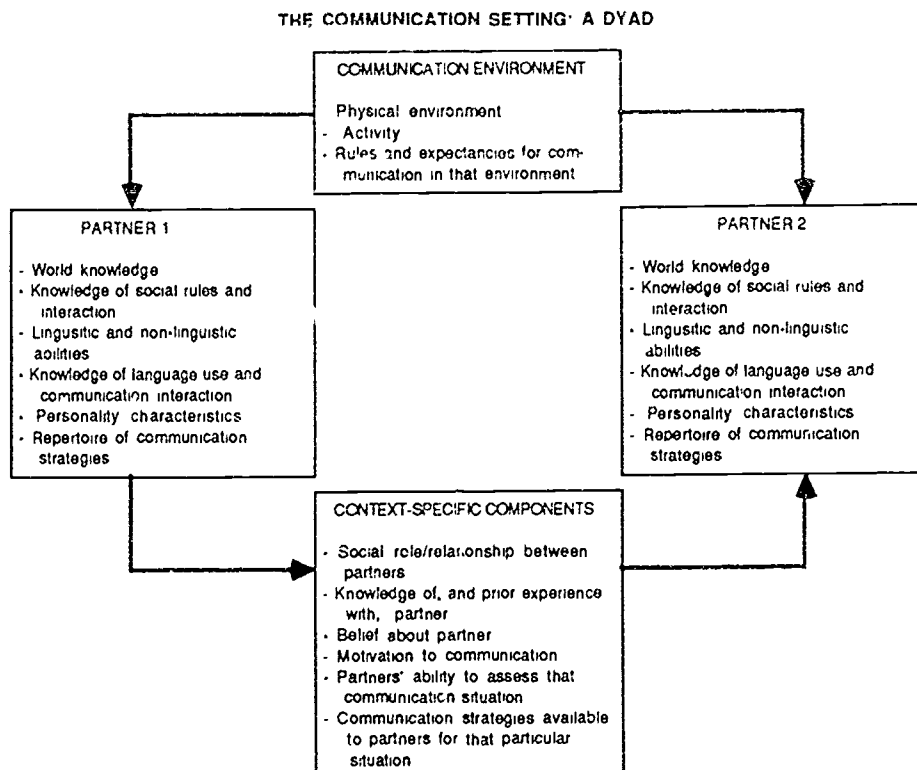 THE COMMUNICATION SETTING: A DYAD
COMMUNICATION ENVIRONMENT
Physical environment
- Activity
- Rules and expectancies for com-
munication in that environment
PARTNER 1
- World knowledge
- Knowledge of social rules and
interaction
- Lingusitic and non-linguistic
abilities
- Knowledge of language use and
communication interaction
- Personality characteristics
- Repertoire of communication
strategies
PARTNER 2
- World knowledge
- Knowledge of social rules and
interaction
- Lingusitic and non-linguistic
abilities
- Knowledge of language use and
communication interaction
- Personality characteristics
- Repertoire of communication
strategies
CONTEXT-SPECIFIC COMPONENTS
- Social role/relationship between
partners
- Knowledge of, and prior experience
with, partner
- Belief about partner
- Motivation to communication
- Partners' ability to assess that
communication situation
- Communication strategies available
to partners for that particular
situation